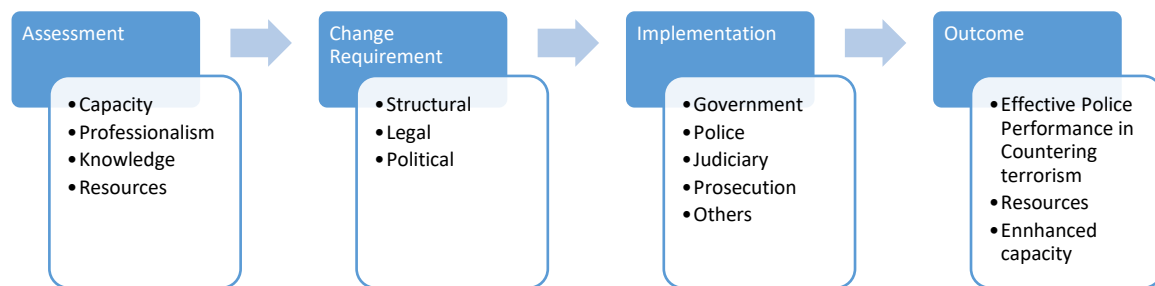 Assessment
• Capacity
• Professionalism
• Knowledge
• Resources
Change
Requirement
• Structural
• Legal
• Political
Implementation
• Government
• Police
• Judiciary
• Prosecution
• Others
Outcome
• Effective Police
Performance in
Countering
terrorism
• Resources
• Ennhanced
capacity